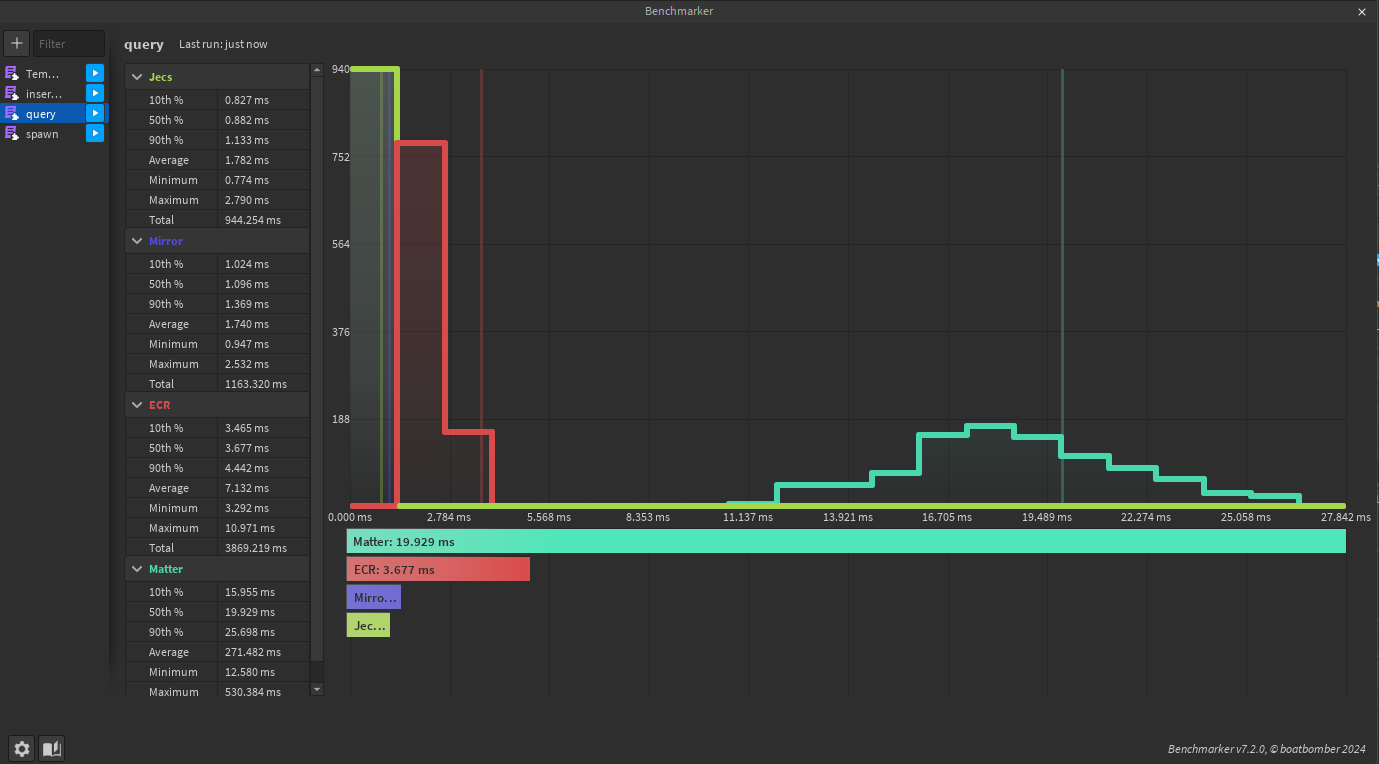 Benchmarker
Filter
Tem...
inser...
query
spawn
query Last run: just now
Jecs
10th % 0.827 ms
50th % 0.882 ms
90th % 1.133 ms
Average 1.782 ms
Minimum 0.774 ms
Maximum 2.790 ms
Total 944.254 ms
Mirror
10th % 1.024 ms
50th % 1.096 ms
90th % 1.369 ms
Average 1.740 ms
Minimum 0.947 ms
Maximum 2.532 ms
Total 1163.320 ms
ECR
10th % 3.465 ms
50th % 3.677 ms
90th % 4.442 ms
Average 7.132 ms
Minimum 3.292 ms
Maximum 10.971 ms
Total 3869.219 ms
Matter
10th % 15.955 ms
50th % 19.929 ms
90th % 25.698 ms
Average 271.482 ms
Minimum 12.580 ms
Maximum 530.384 ms
940
752
564
376
188
0.000 ms 2.784 ms 5.568 ms 8.353 ms 11.137 ms 13.921 ms 16.705 ms 19.489 ms 22.274 ms 25.058 ms 27.842 ms
Matter: 19.929 ms
ECR: 3.677 ms
Mirro...
Jec...
Benchmarker v7.2.0, © boatbomber 2024